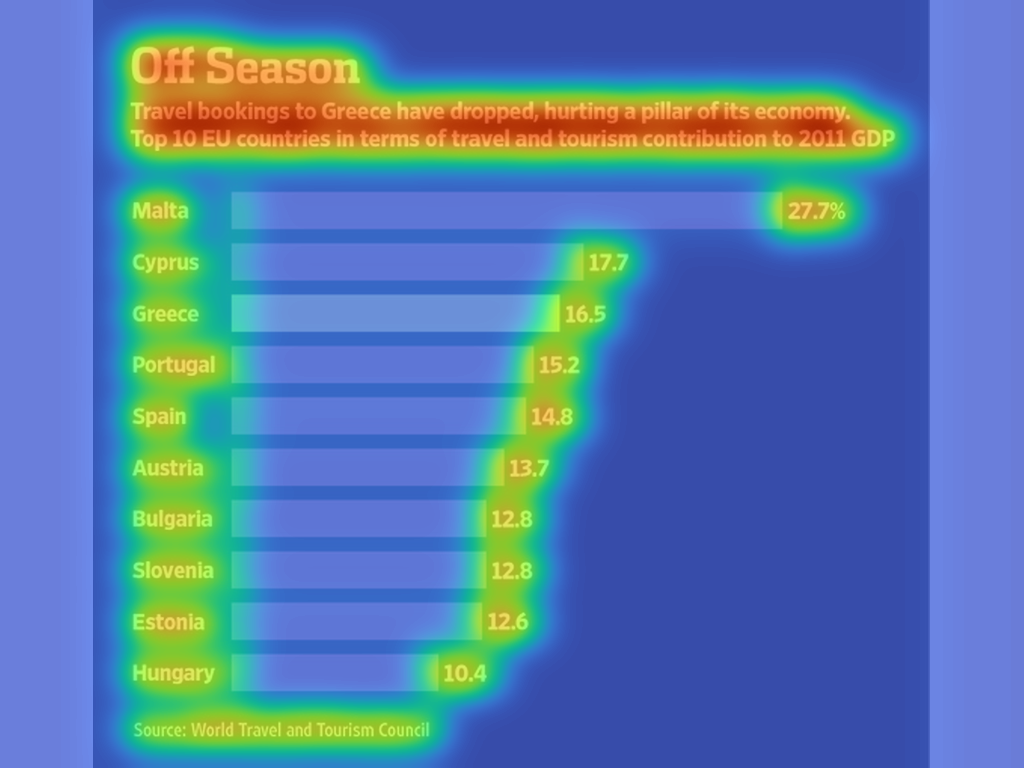 Off Season
Travel bookings to Greece have dropped, hurting a pillar of its economy.
Top 10 EU countries in terms of travel and tourism contribution to 2011 GDP
Malta 27.7%
Cyprus 17.7
Greece 16.5
Portugal 15.2
Spain 14.8
Austria 13.7
Bulgaria 12.8
Slovenia 12.8
Estonia 12.6
Hungary 10.4
Source: World Travel and Tourism Council